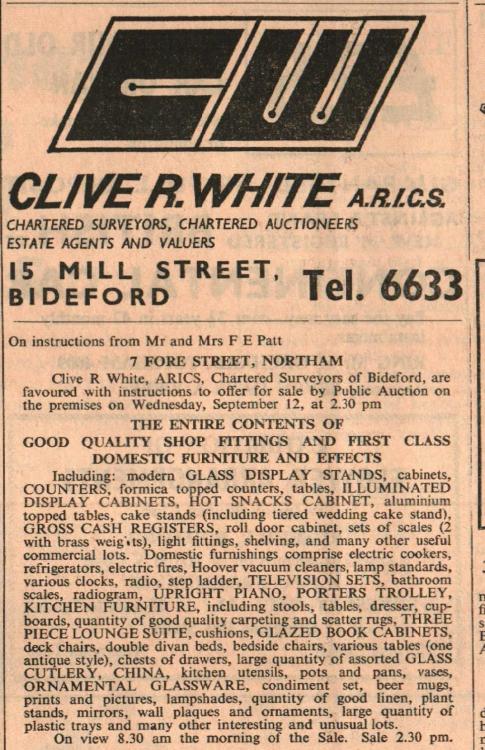 CW
CLIVE R. WHITE A.R.I.C.S.
CHARTERED SURVEYORS, CHARTERED AUCTIONEERS
ESTATE AGENTS AND VALUERS
15 MILL STREET,
BIDEFORD
Tel. 6633
On instructions from Mr and Mrs F E Patt
7 FORE STREET, NORTHAM
Clive R White, ARICS, Chartered Surveyors of Bideford, are
favoured with instructions to offer for sale by Public Auction on
the premises on Wednesday, September 12, at 2.30 pm
THE ENTIRE CONTENTS OF
GOOD QUALITY SHOP FITTINGS AND FIRST CLASS
DOMESTIC FURNITURE AND EFFECTS
Including: modern GLASS DISPLAY STANDS, cabinets,
COUNTERS, formica topped counters, tables, ILLUMINATED
DISPLAY CABINETS, HOT SNACKS CABINET, aluminium
topped tables, cake stands (including tiered wedding cake stand),
GROSS CASH REGISTERS, roll door cabinet, sets of scales (2
with brass weights), light fittings, shelving, and many other useful
commercial lots. Domestic furnishings comprise electric cookers,
refrigerators, electric fires, Hoover vacuum cleaners, lamp standards,
various clocks, radio, step ladder, TELEVISION SETS, bathroom
scales, radiogram, UPRIGHT PIANO, PORTERS TROLLEY,
KITCHEN FURNITURE, including stools, tables, dresser, cup-
boards, quantity of good quality carpeting and scatter rugs, THREE
PIECE LOUNGE SUITE, cushions, GLAZED BOOK CABINETS,
deck chairs, double divan beds, bedside chairs, various tables (one
antique style), chests of drawers, large quantity of assorted GLASS
CUTLERY, CHINA, kitchen utensils, pots and pans, vases,
ORNAMENTAL GLASSWARE, condiment set, beer mugs,
prints and pictures, lampshades, quantity of good linen, plant
stands, mirrors, wall plaques and ornaments, large quantity of
plastic trays and many other interesting and unusual lots.
On view 8.30 am the morning of the Sale. Sale 2.30 pm.